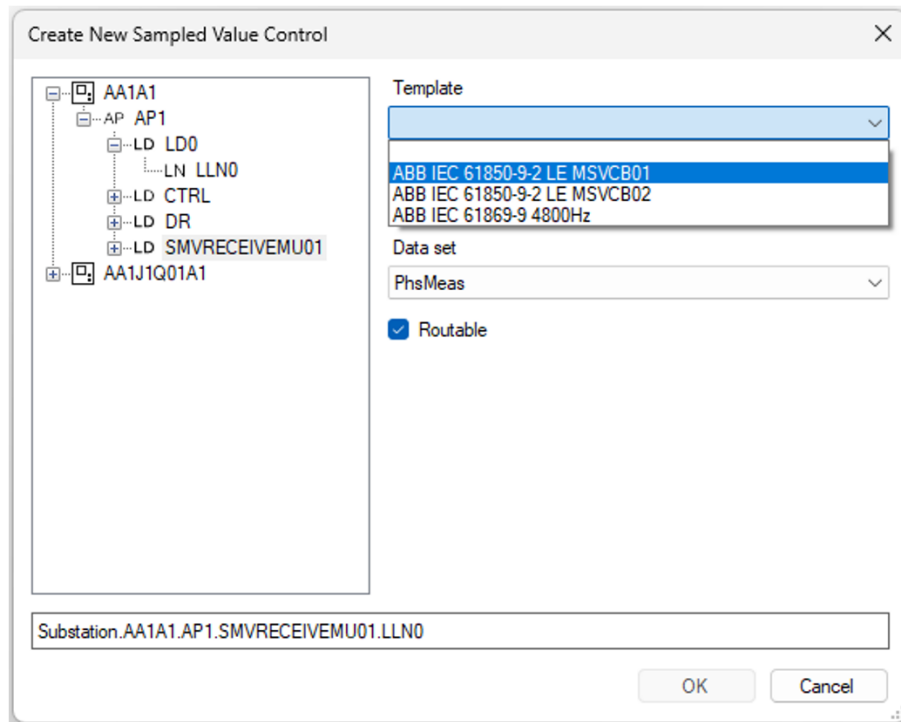 Create New Sampled Value Control
AA1A1
AP AP1
LD LD0
LN LLN0
LD CTRL
LD DR
LD SMVRECEIVEMU01
AA1J1Q01A1
Template
ABB IEC 61850-9-2 LE MSVCB01
ABB IEC 61850-9-2 LE MSVCB02
ABB IEC 61869-9 4800Hz
Data set
PhsMeas
Routable
Substation.AA1A1.AP1.SMVRECEIVEMU01.LLN0
OK
Cancel